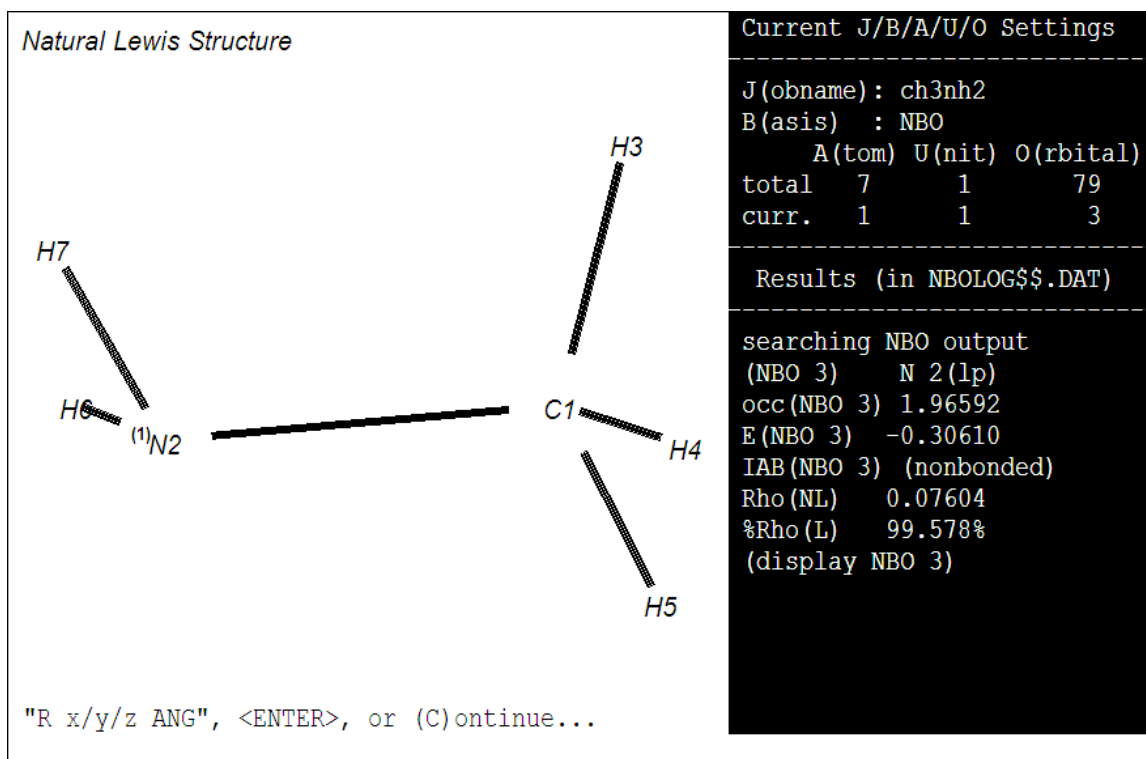 Natural Lewis Structure
H3
H7
H6
(1)N2
C1
H4
H5
"R x/y/z ANG", <ENTER>, or (C)ontinue...
Current J/B/A/U/O Settings
J(obname): ch3nh2
B(asis)  : NBO
A(tom) U(nit) O(rbital)
total   7      1       79
curr.   1      1        3
Results (in NBOLOG$$.DAT)
searching NBO output
(NBO 3)    N 2(lp)
occ(NBO 3) 1.96592
E(NBO 3)  -0.30610
IAB(NBO 3) (nonbonded)
Rho(NL)   0.07604
%Rho(L)   99.578%
(display NBO 3)